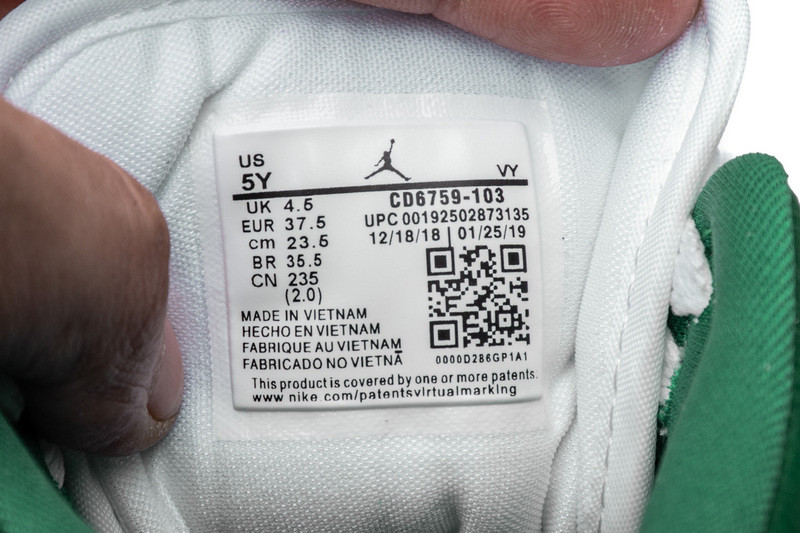 US
5Y
VY
UK 4.5
EUR 37.5
cm 23.5
BR 35.5
CN 235
(2.0)
CD6759-103
UPC 00192502873135
12/18/18 | 01/25/19
0000D286GP1A1
MADE IN VIETNAM
HECHO EN VIETNAM
FABRIQUE AU VIETNAM
FABRICADO NO VIETNÃ
This product is covered by one or more patents.
www.nike.com/patentsvirtualmarking